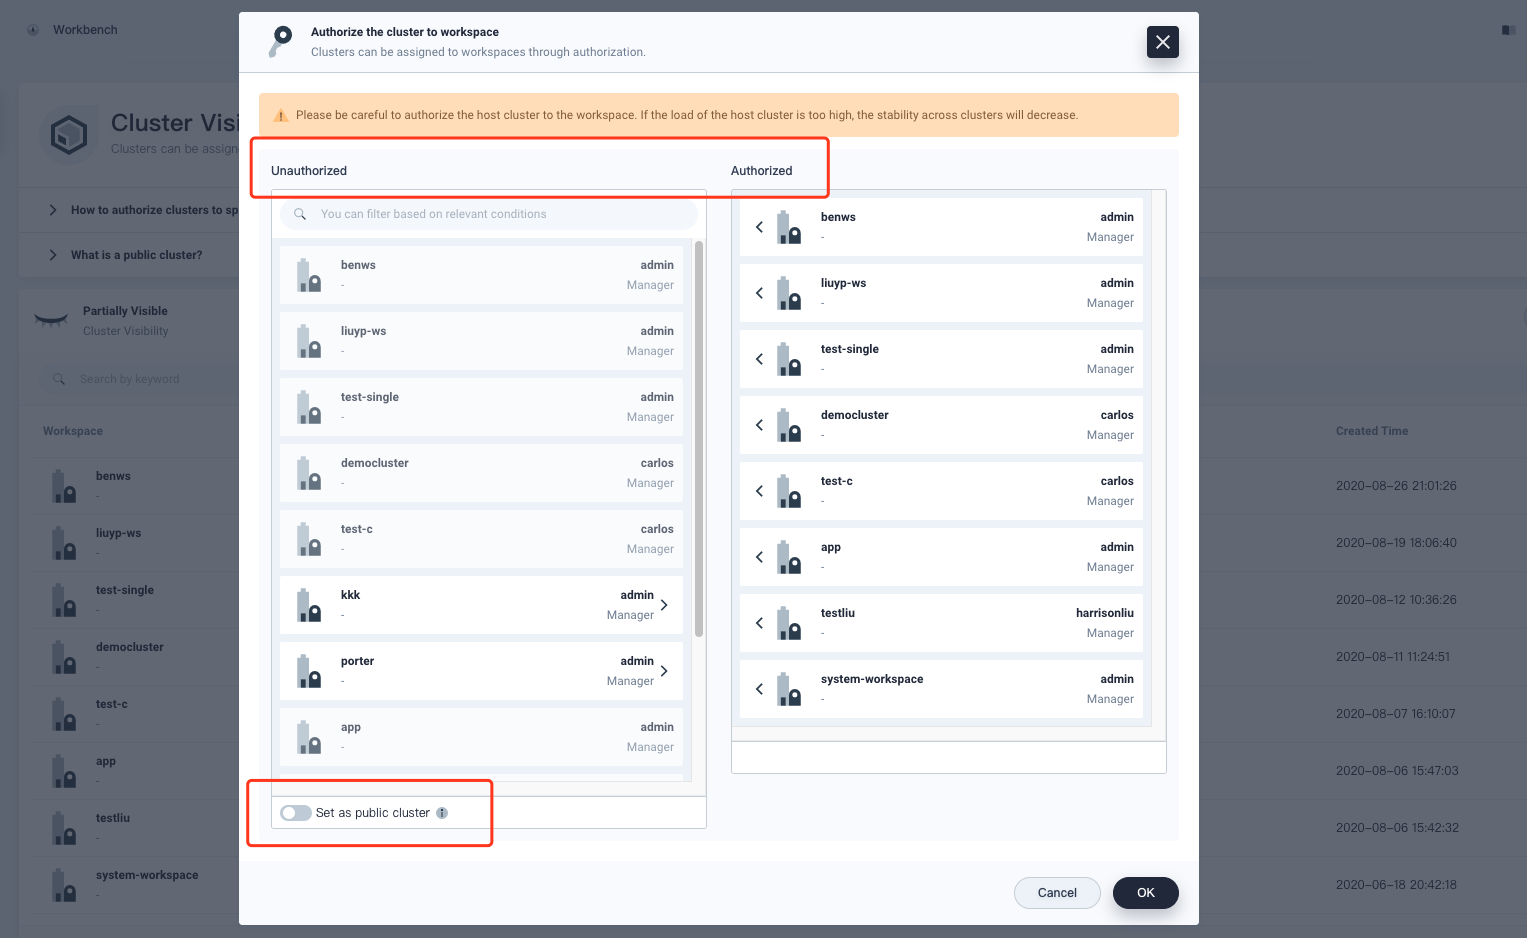 Workbench
Authorize the cluster to workspace
Clusters can be assigned to workspaces through authorization.
Please be careful to authorize the host cluster to the workspace. If the load of the host cluster is too high, the stability across clusters will decrease.
Cluster Visi
Clusters can be assign
How to authorize clusters to sp
What is a public cluster?
Partially Visible
Cluster Visibility
Search by keyword
Workspace
Created Time
benws
-
2020-08-26 21:01:26
liuyp-ws
-
2020-08-19 18:06:40
test-single
-
2020-08-12 10:36:26
democluster
-
2020-08-11 11:24:51
test-c
-
2020-08-07 16:10:07
app
-
2020-08-06 15:47:03
testliu
-
2020-08-06 15:42:32
system-workspace
-
2020-06-18 20:42:18
Unauthorized
You can filter based on relevant conditions
benws admin
- Manager
liuyp-ws admin
- Manager
test-single admin
- Manager
democluster carlos
- Manager
test-c carlos
- Manager
kkk admin
- Manager
porter admin
- Manager
app admin
- Manager
Set as public cluster
Authorized
benws admin
- Manager
liuyp-ws admin
- Manager
test-single admin
- Manager
democluster carlos
- Manager
test-c carlos
- Manager
app admin
- Manager
testliu harrisonliu
- Manager
system-workspace admin
- Manager
Cancel
OK